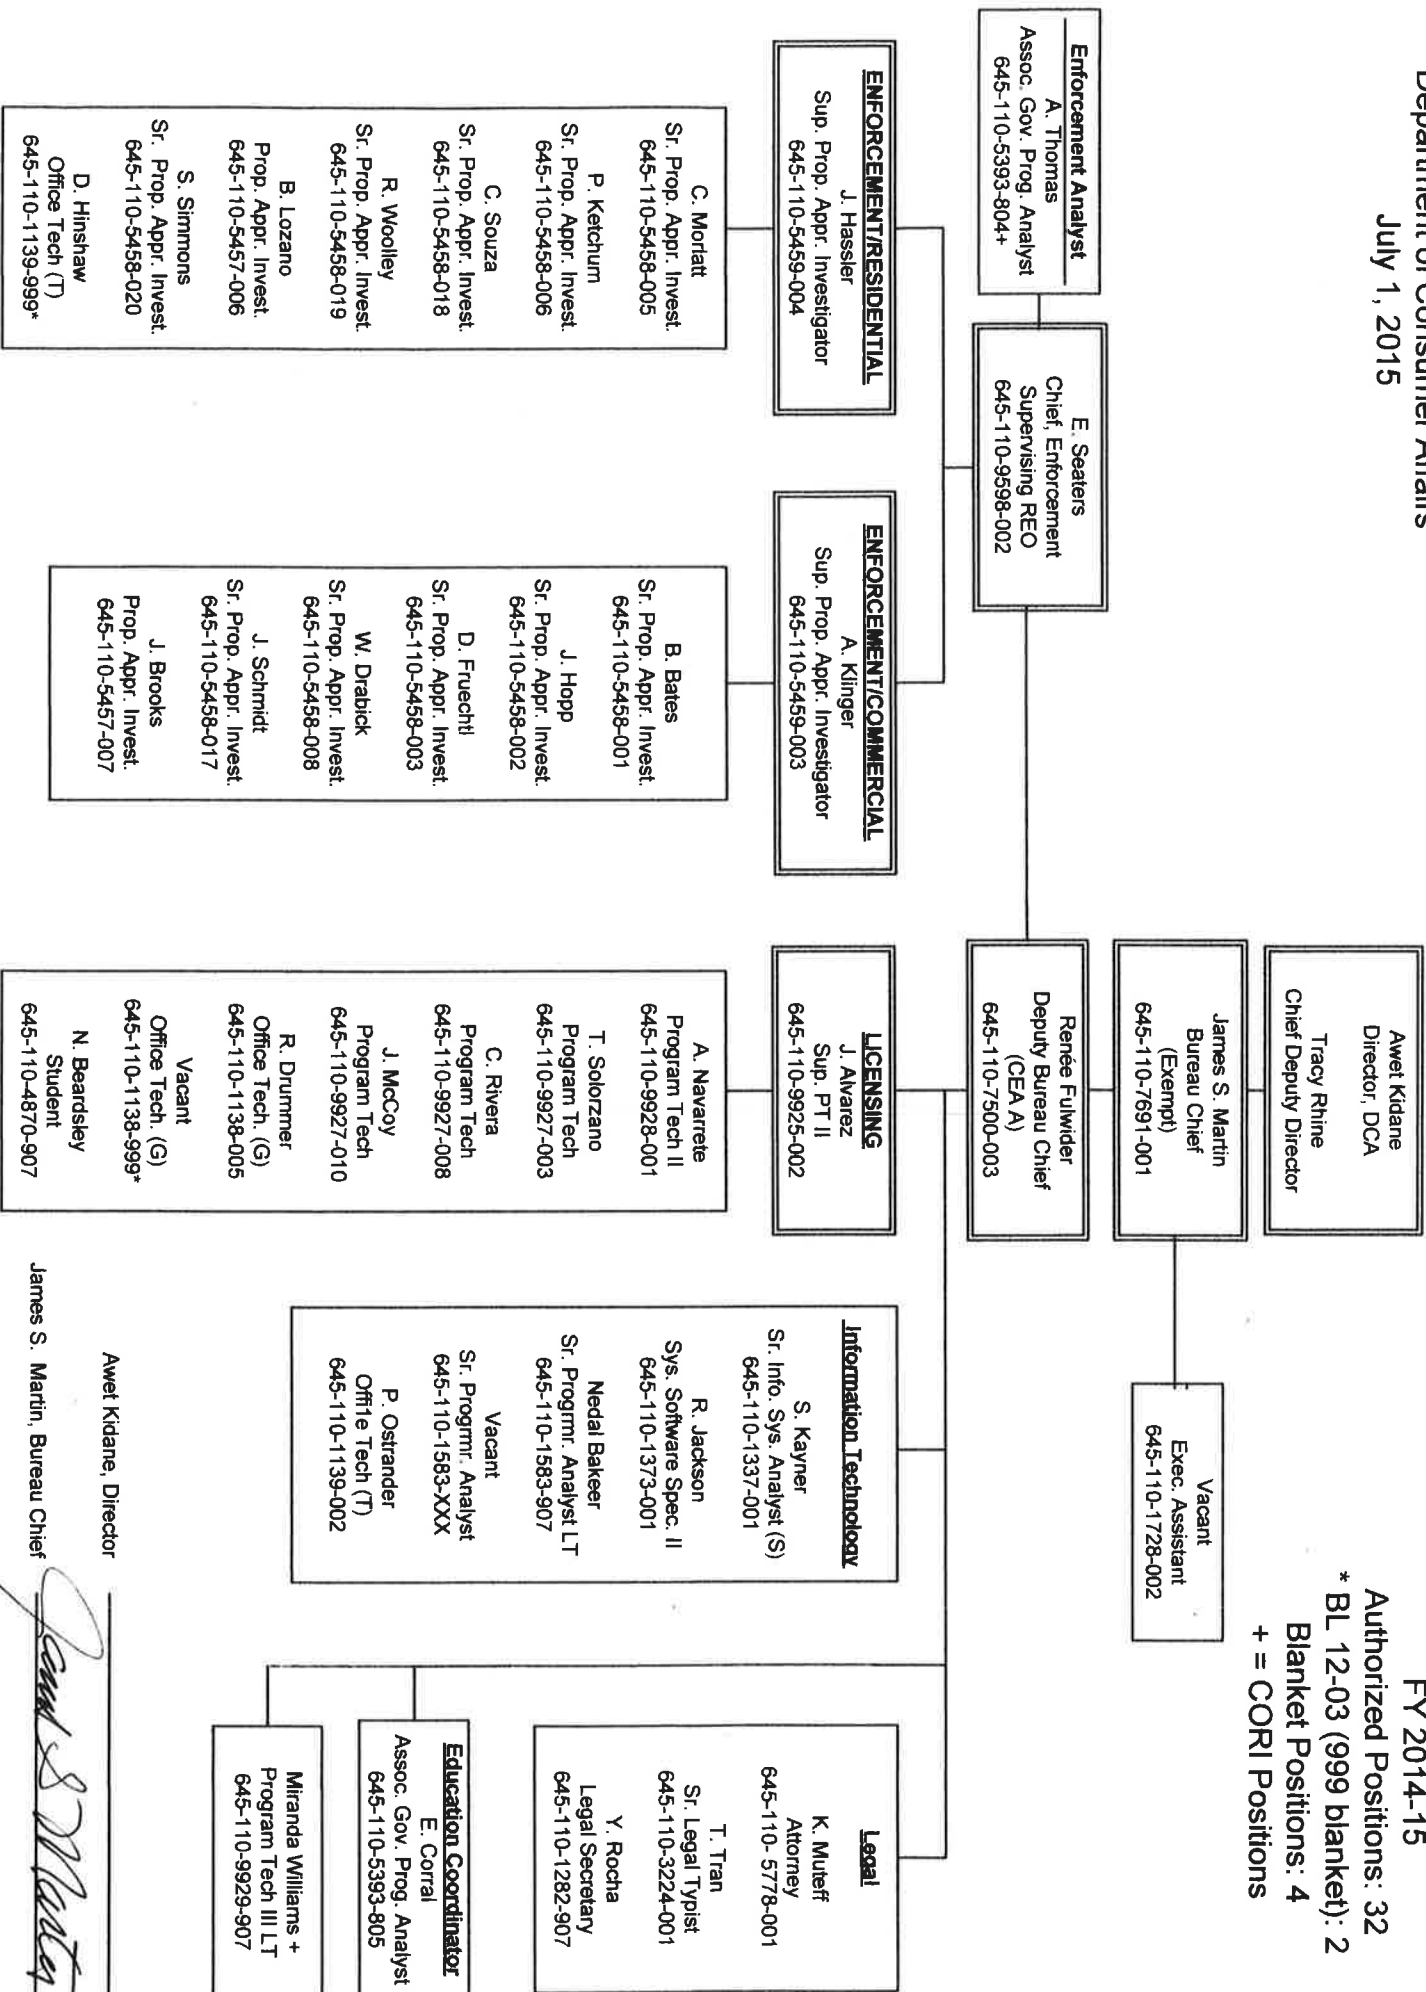 Department of Consumer Affairs
July 1, 2015
FY 2014-15
Authorized Positions: 32
* BL 12-03 (999 blanket): 2
Blanket Positions: 4
+ = CORI Positions
Awet Kidane
Director, DCA
Tracy Rhine
Chief Deputy Director
James S. Martin
Bureau Chief
(Exempt)
645-110-7691-001
Vacant
Exec. Assistant
645-110-1728-002
Renée Fulwider
Deputy Bureau Chief
(CEA A)
645-110-7500-003
Enforcement Analyst
A. Thomas
Assoc. Gov. Prog. Analyst
645-110-5393-804+
E. Seaters
Chief, Enforcement
Supervising REO
645-110-9598-002
ENFORCEMENT/RESIDENTIAL
J. Hassler
Sup. Prop. Appr. Investigator
645-110-5459-004
C. Morlatt
Sr. Prop. Appr. Invest.
645-110-5458-005
P. Ketchum
Sr. Prop. Appr. Invest.
645-110-5458-006
C. Souza
Sr. Prop. Appr. Invest.
645-110-5458-018
R. Woolley
Sr. Prop. Appr. Invest.
645-110-5458-019
B. Lozano
Prop. Appr. Invest.
645-110-5457-006
S. Simmons
Sr. Prop. Appr. Invest.
645-110-5458-020
D. Hinshaw
Office Tech (T)
645-110-1139-999*
ENFORCEMENT/COMMERCIAL
A. Klinger
Sup. Prop. Appr. Investigator
645-110-5459-003
B. Bates
Sr. Prop. Appr. Invest.
645-110-5458-001
J. Hopp
Sr. Prop. Appr. Invest.
645-110-5458-002
D. Fruechtl
Sr. Prop. Appr. Invest.
645-110-5458-003
W. Drabick
Sr. Prop. Appr. Invest.
645-110-5458-008
J. Schmidt
Sr. Prop. Appr. Invest.
645-110-5458-017
J. Brooks
Prop. Appr. Invest.
645-110-5457-007
LICENSING
J. Alvarez
Sup. PT II
645-110-9925-002
A. Navarrete
Program Tech II
645-110-9928-001
T. Solorzano
Program Tech
645-110-9927-003
C. Rivera
Program Tech
645-110-9927-008
J. McCoy
Program Tech
645-110-9927-010
R. Drummer
Office Tech. (G)
645-110-1138-005
Vacant
Office Tech. (G)
645-110-1138-999*
N. Beardsley
Student
645-110-4870-907
Information Technology
S. Kayner
Sr. Info. Sys. Analyst (S)
645-110-1337-001
R. Jackson
Sys. Software Spec. II
645-110-1373-001
Nedal Bakeer
Sr. Progrmr. Analyst LT
645-110-1583-907
Vacant
Sr. Progrmr. Analyst
645-110-1583-XXX
P. Ostrander
Offi1e Tech (T)
645-110-1139-002
Legal
K. Muteff
Attorney
645-110- 5778-001
T. Tran
Sr. Legal Typist
645-110-3224-001
Y. Rocha
Legal Secretary
645-110-1282-907
Education Coordinator
E. Corral
Assoc. Gov. Prog. Analyst
645-110-5393-805
Miranda Williams +
Program Tech III LT
645-110-9929-907
Awet Kidane, Director
James S. Martin, Bureau Chief
James S Martin